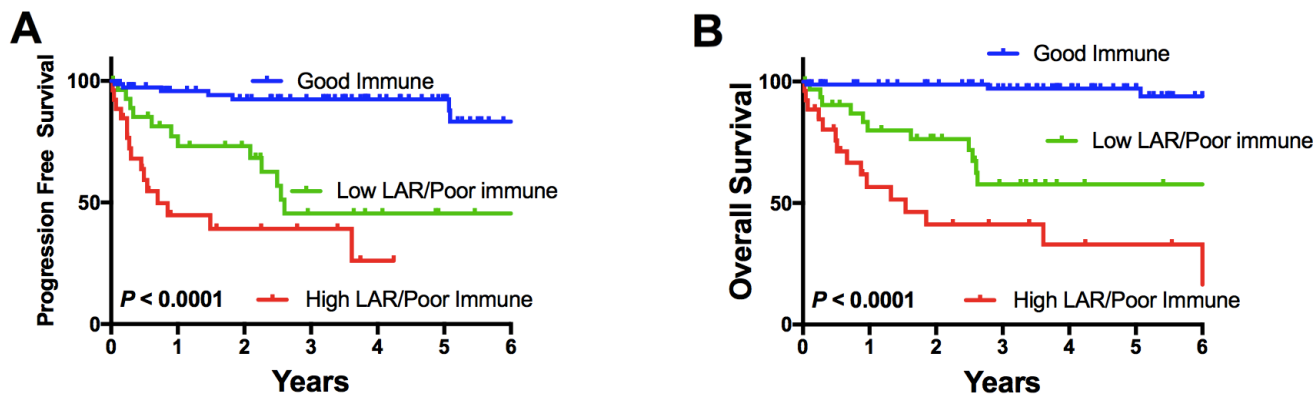 A
Progression Free Survival
100
50
0
Good Immune
Low LAR/Poor immune
High LAR/Poor Immune
P < 0.0001
0 1 2 3 4 5 6
Years
B
Overall Survival
100
50
0
Good Immune
Low LAR/Poor immune
High LAR/Poor Immune
P < 0.0001
0 1 2 3 4 5 6
Years